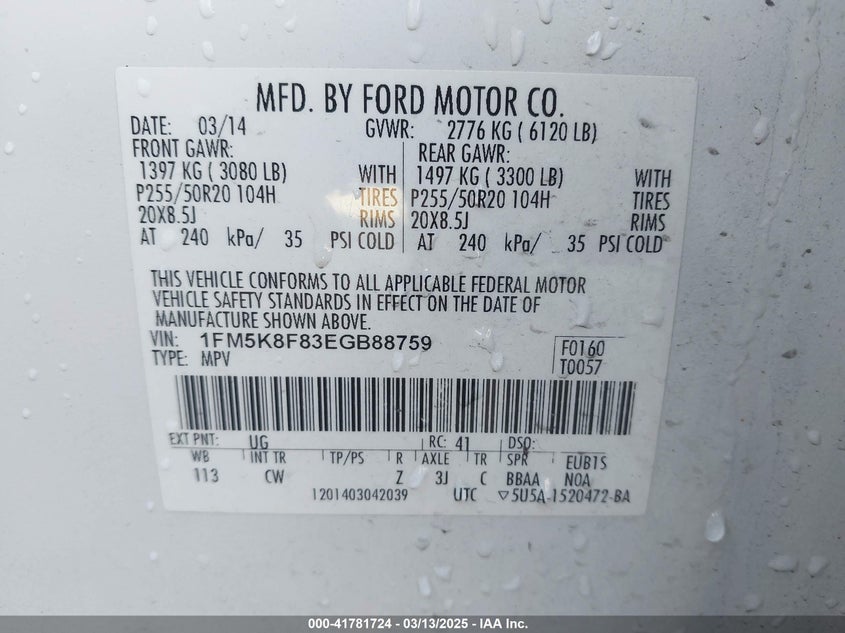 MFD. BY FORD MOTOR CO.
DATE: 03/14 GVWR: 2776 KG ( 6120 LB)
FRONT GAWR: REAR GAWR:
1397 KG ( 3080 LB) WITH 1497 KG ( 3300 LB) WITH
P255/50R20 104H TIRES P255/50R20 104H TIRES
20X8.5J RIMS 20X8.5J RIMS
AT 240 kPa/ 35 PSI COLD AT 240 kPa/ 35 PSI COLD
THIS VEHICLE CONFORMS TO ALL APPLICABLE FEDERAL MOTOR
VEHICLE SAFETY STANDARDS IN EFFECT ON THE DATE OF
MANUFACTURE SHOWN ABOVE.
VIN: 1FM5K8F83EGB88759
TYPE: MPV
F0160
T0057
EXT PNT: UG RC: 41 DSO:
WB INT TR TP/PS R AXLE TR SPR EUB1S
113 CW Z 3J C BBAA NOA
1201403042039 UTC ▽5U5A-1520472-BA
000-41781724 / 03/13/2025 - IAA Inc.